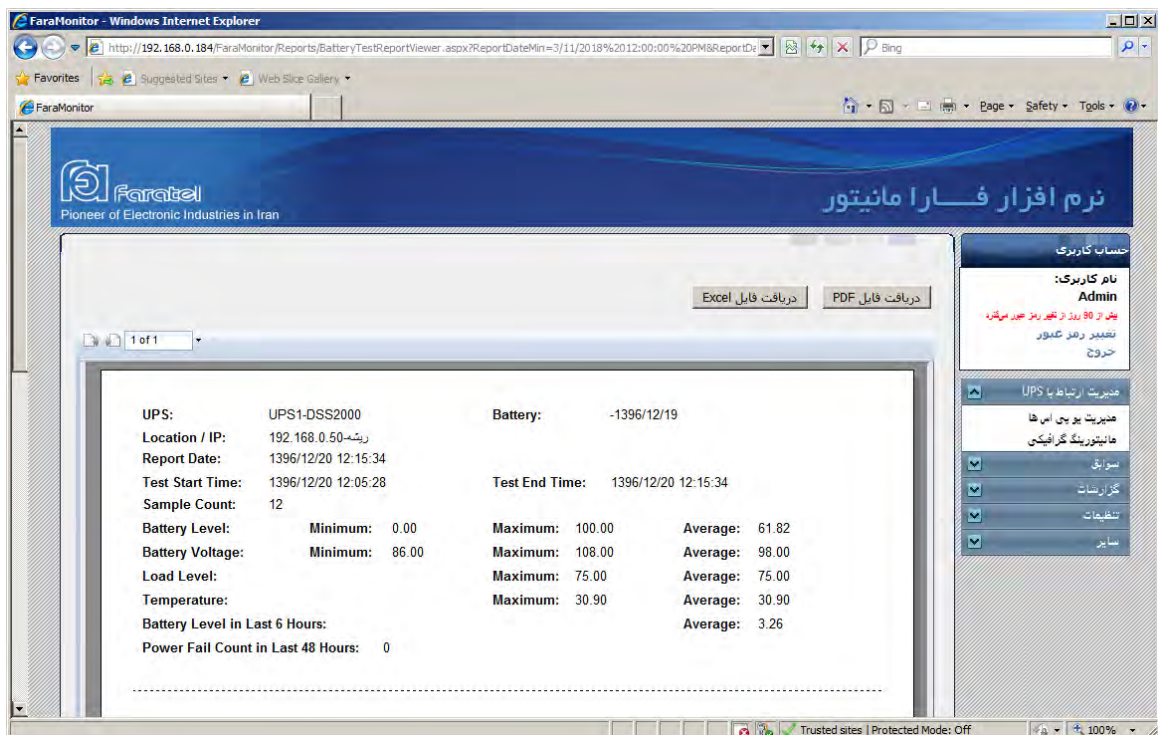 FaraMonitor - Windows Internet Explorer
http://192.168.0.184/FaraMonitor/Reports/BatteryTestReportViewer.aspx?ReportDateMin=3/11/2018%2012:00:00%20PM&ReportDa
Bing
Favorites Suggested Sites Web Slice Gallery
FaraMonitor
Page Safety Tools
Faratel
Pioneer of Electronic Industries in Iran
نرم افزار فــــارا مانیتور
حساب کاربری
نام کاربری:
Admin
بیش از 90 روز از تغییر رمز عبور میگذرد
تغییر رمز عبور
خروج
دریافت فایل PDF
دریافت فایل Excel
1 of 1
مدیریت ارتباط با UPS
مدیریت یو پی اس ها
مانیتورینگ گرافیکی
سوابق
گزارشات
تنظیمات
سایر
UPS: UPS1-DSS2000 Battery: -1396/12/19
Location / IP: 192.168.0.50-ریشه
Report Date: 1396/12/20 12:15:34
Test Start Time: 1396/12/20 12:05:28 Test End Time: 1396/12/20 12:15:34
Sample Count: 12
Battery Level: Minimum: 0.00 Maximum: 100.00 Average: 61.82
Battery Voltage: Minimum: 86.00 Maximum: 108.00 Average: 98.00
Load Level: Maximum: 75.00 Average: 75.00
Temperature: Maximum: 30.90 Average: 30.90
Battery Level in Last 6 Hours: Average: 3.26
Power Fail Count in Last 48 Hours: 0
Trusted sites | Protected Mode: Off 100%